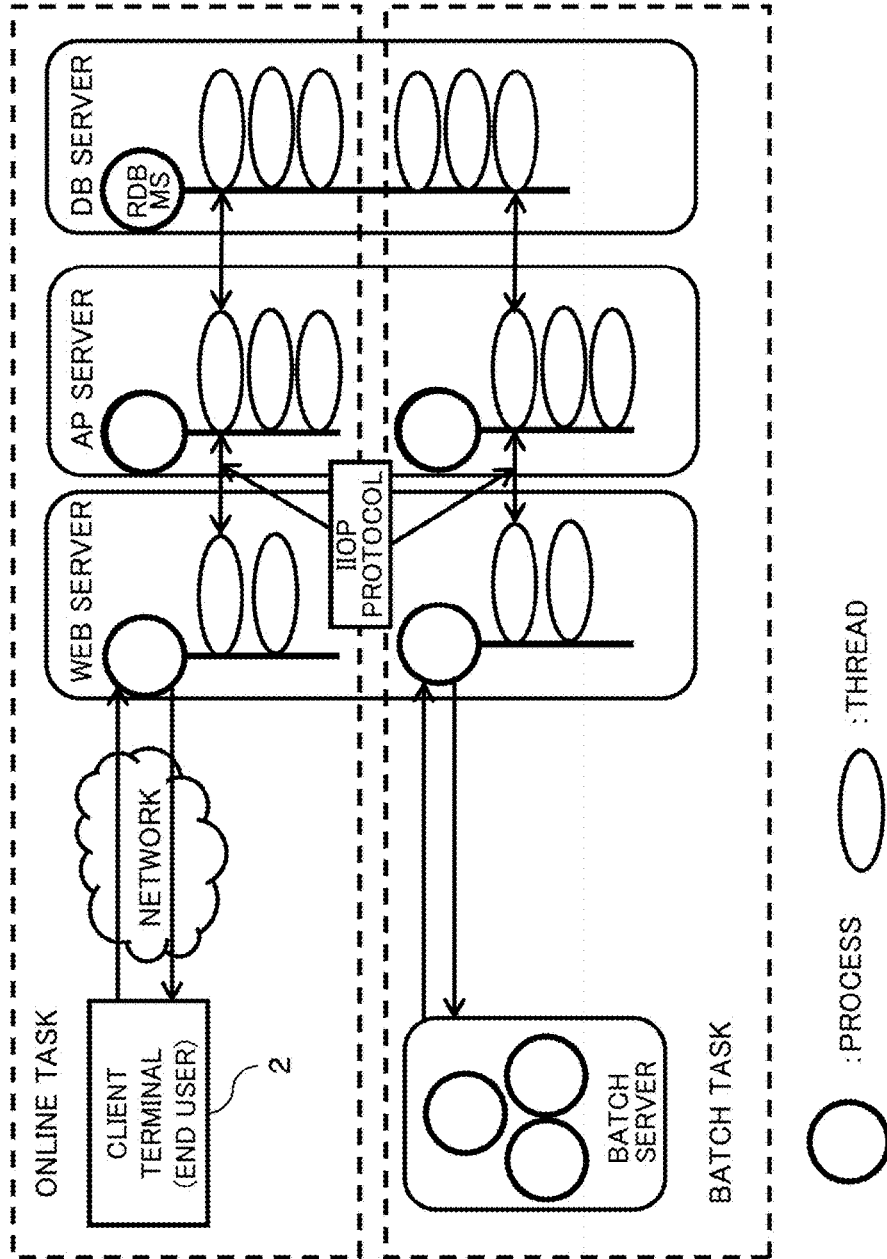 ONLINE TASK
CLIENT
TERMINAL
(END USER)
2
NETWORK
WEB SERVER
AP SERVER
DB SERVER
RDB
MS
IIOP
PROTOCOL
BATCH
SERVER
BATCH TASK
:PROCESS
:THREAD